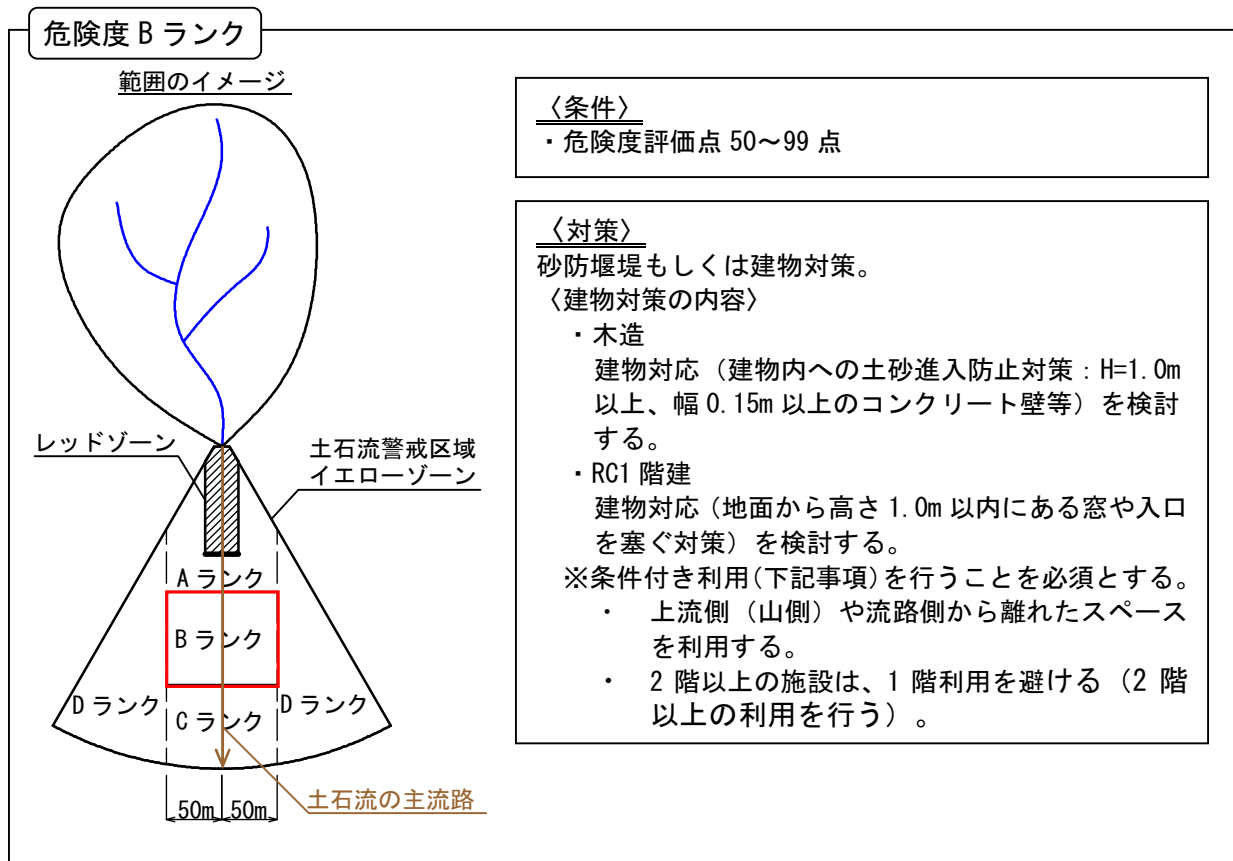 危険度 B ランク
範囲のイメージ
レッドゾーン
土石流警戒区域
イエローゾーン
A ランク
B ランク
D ランク
C ランク
D ランク
50m
50m
土石流の主流路
〈条件〉
・危険度評価点 50～99 点
〈対策〉
砂防堰堤もしくは建物対策。
〈建物対策の内容〉
・木造
建物対応（建物内への土砂進入防止対策：H=1.0m
以上、幅 0.15m 以上のコンクリート壁等）を検討
する。
・RC1 階建
建物対応（地面から高さ 1.0m 以内にある窓や入口
を塞ぐ対策）を検討する。
※条件付き利用(下記事項)を行うことを必須とする。
・ 上流側（山側）や流路側から離れたスペース
を利用する。
・ 2 階以上の施設は、1 階利用を避ける（2 階
以上の利用を行う）。